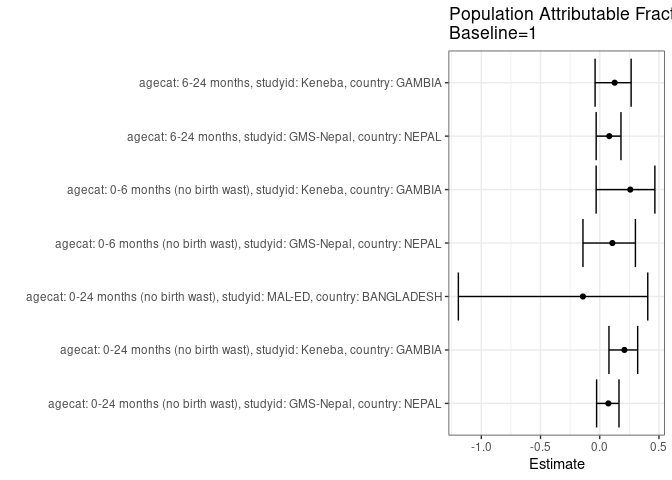 Population Attributable Fract
Baseline=1
agecat: 6-24 months, studyid: Keneba, country: GAMBIA
agecat: 6-24 months, studyid: GMS-Nepal, country: NEPAL
agecat: 0-6 months (no birth wast), studyid: Keneba, country: GAMBIA
agecat: 0-6 months (no birth wast), studyid: GMS-Nepal, country: NEPAL
agecat: 0-24 months (no birth wast), studyid: MAL-ED, country: BANGLADESH
agecat: 0-24 months (no birth wast), studyid: Keneba, country: GAMBIA
agecat: 0-24 months (no birth wast), studyid: GMS-Nepal, country: NEPAL
-1.0 -0.5 0.0 0.5
Estimate